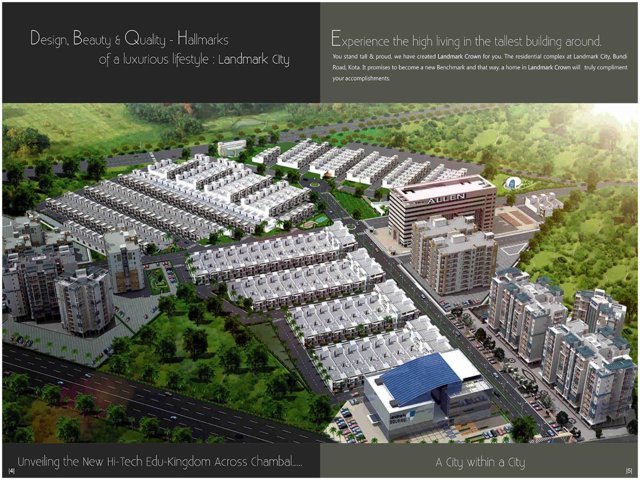 Design, Beauty & Quality - Hallmarks
of a luxurious lifestyle : Landmark City
Experience the high living in the tallest building around.
You stand tall & proud, we have created Landmark Crown for you. The residential complex at Landmark City, Bundi
Road, Kota. It promises to become a new Benchmark and that way. a home in Landmark Crown will truly compliment
your accomplishments.
ALLEN
Unveiling the New Hi-Tech Edu-Kingdom Across Chambal.....
A City within a City
|4|
|5|